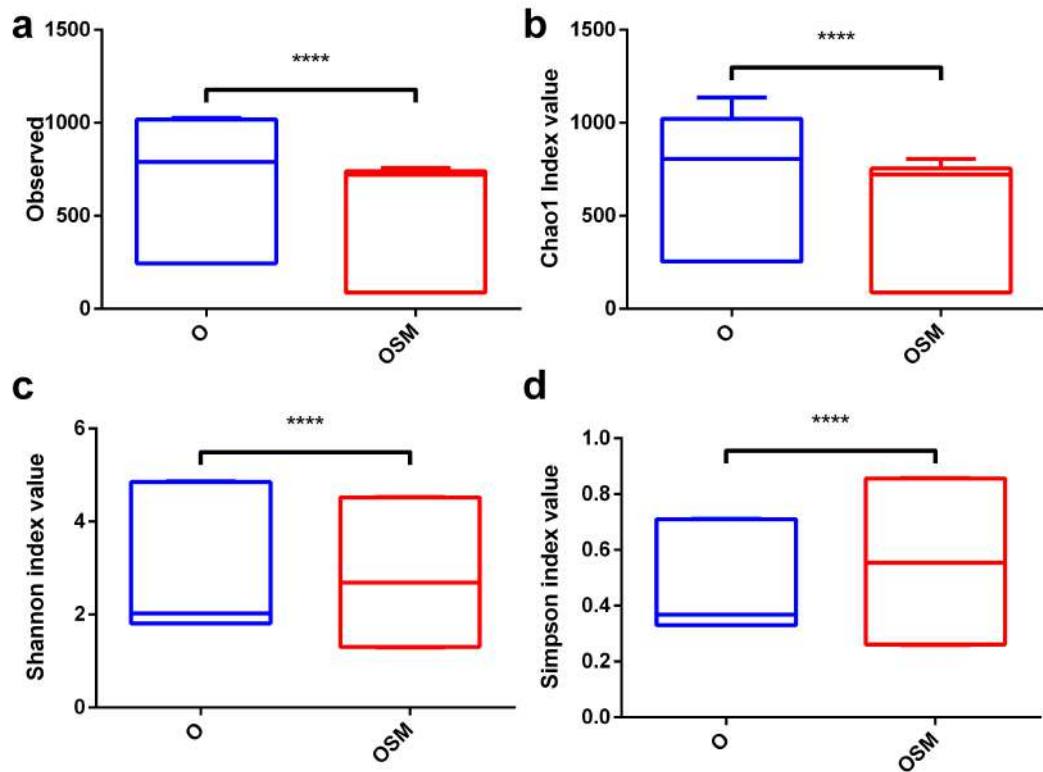 a
b
1500
1000
500
0
Observed
****
O
OSM
1500
1000
500
0
Chao1 Index value
****
O
OSM
c
d
6
4
2
0
Shannon index value
****
O
OSM
1.0
0.8
0.6
0.4
0.2
0.0
Simpson index value
****
O
OSM